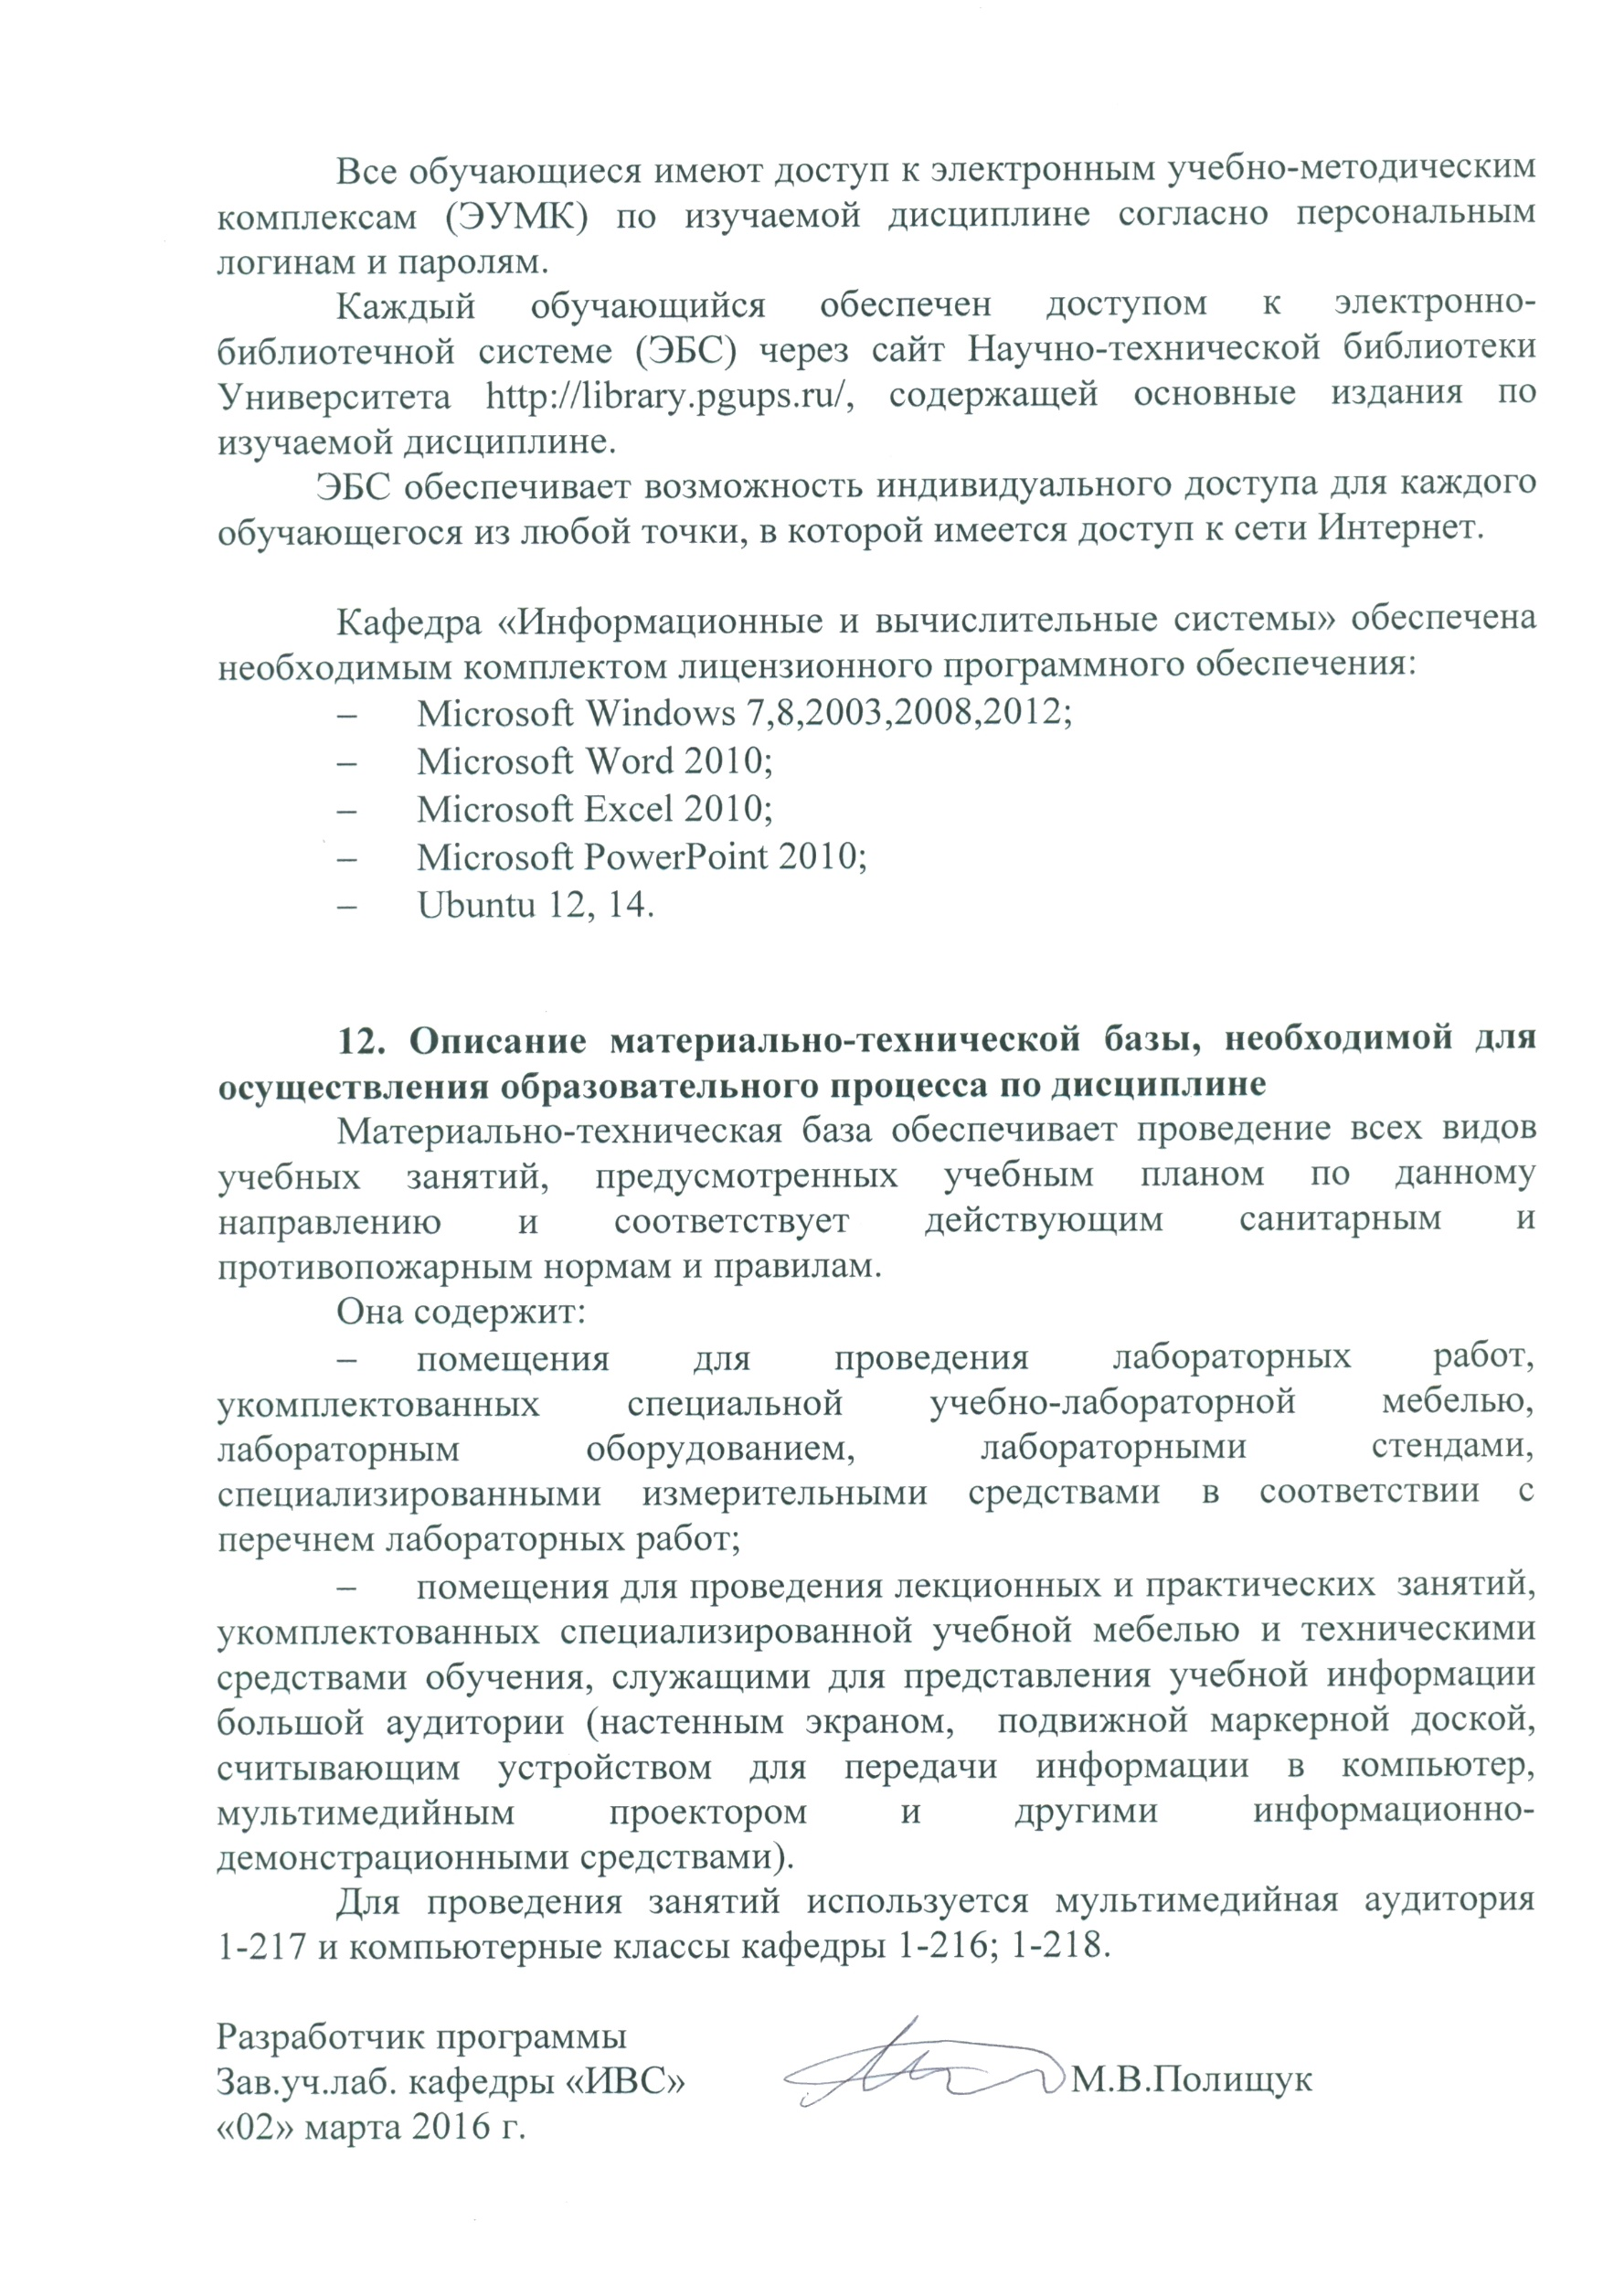 Все обучающиеся имеют доступ к электронным учебно-методическим
комплексам (ЭУМК) по изучаемой дисциплине согласно персональным
логинам и паролям.
Каждый обучающийся обеспечен доступом к электронно-
библиотечной системе (ЭБС) через сайт Научно-технической библиотеки
Университета http://library.pgups.ru/, содержащей основные издания по
изучаемой дисциплине.
ЭБС обеспечивает возможность индивидуального доступа для каждого
обучающегося из любой точки, в которой имеется доступ к сети Интернет.
Кафедра «Информационные и вычислительные системы» обеспечена
необходимым комплектом лицензионного программного обеспечения:
– Microsoft Windows 7,8,2003,2008,2012;
– Microsoft Word 2010;
– Microsoft Excel 2010;
– Microsoft PowerPoint 2010;
– Ubuntu 12, 14.
12. Описание материально-технической базы, необходимой для
осуществления образовательного процесса по дисциплине
Материально-техническая база обеспечивает проведение всех видов
учебных занятий, предусмотренных учебным планом по данному
направлению и соответствует действующим санитарным и
противопожарным нормам и правилам.
Она содержит:
– помещения для проведения лабораторных работ,
укомплектованных специальной учебно-лабораторной мебелью,
лабораторным оборудованием, лабораторными стендами,
специализированными измерительными средствами в соответствии с
перечнем лабораторных работ;
– помещения для проведения лекционных и практических занятий,
укомплектованных специализированной учебной мебелью и техническими
средствами обучения, служащими для представления учебной информации
большой аудитории (настенным экраном, подвижной маркерной доской,
считывающим устройством для передачи информации в компьютер,
мультимедийным проектором и другими информационно-
демонстрационными средствами).
Для проведения занятий используется мультимедийная аудитория
1-217 и компьютерные классы кафедры 1-216; 1-218.
Разработчик программы
Зав.уч.лаб. кафедры «ИВС» М.В.Полищук
«02» марта 2016 г.